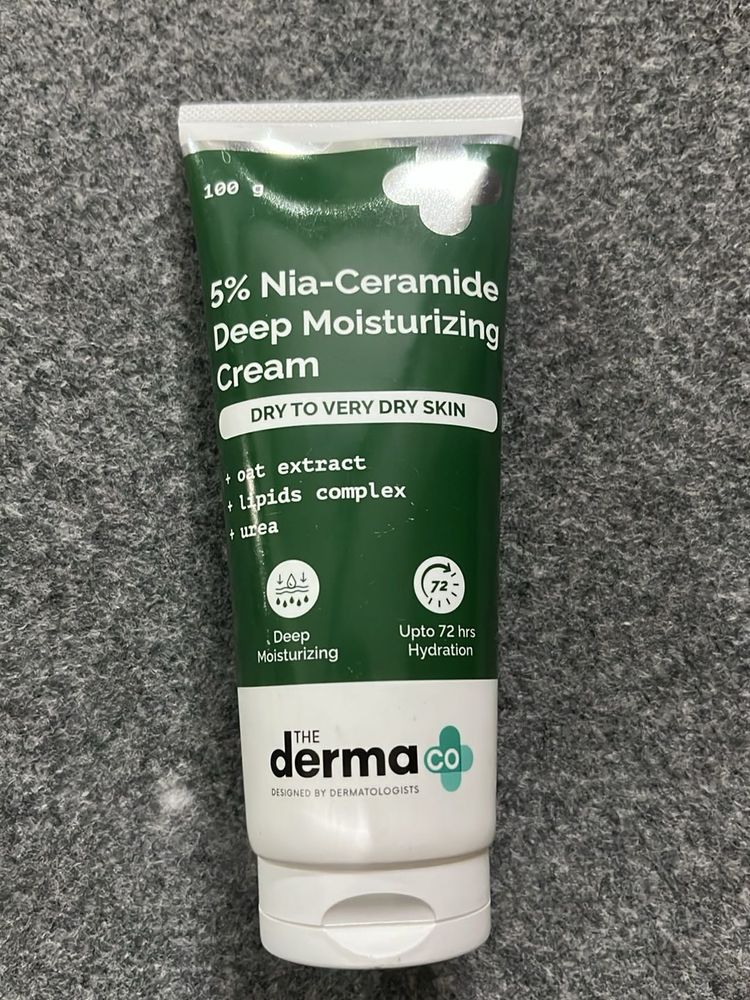 100 g
5% Nia-Ceramide
Deep Moisturizing
Cream
DRY TO VERY DRY SKIN
+ oat extract
+ lipids complex
+ urea
72
Deep
Moisturizing
Upto 72 hrs
Hydration
THE
derma co
DESIGNED BY DERMATOLOGISTS